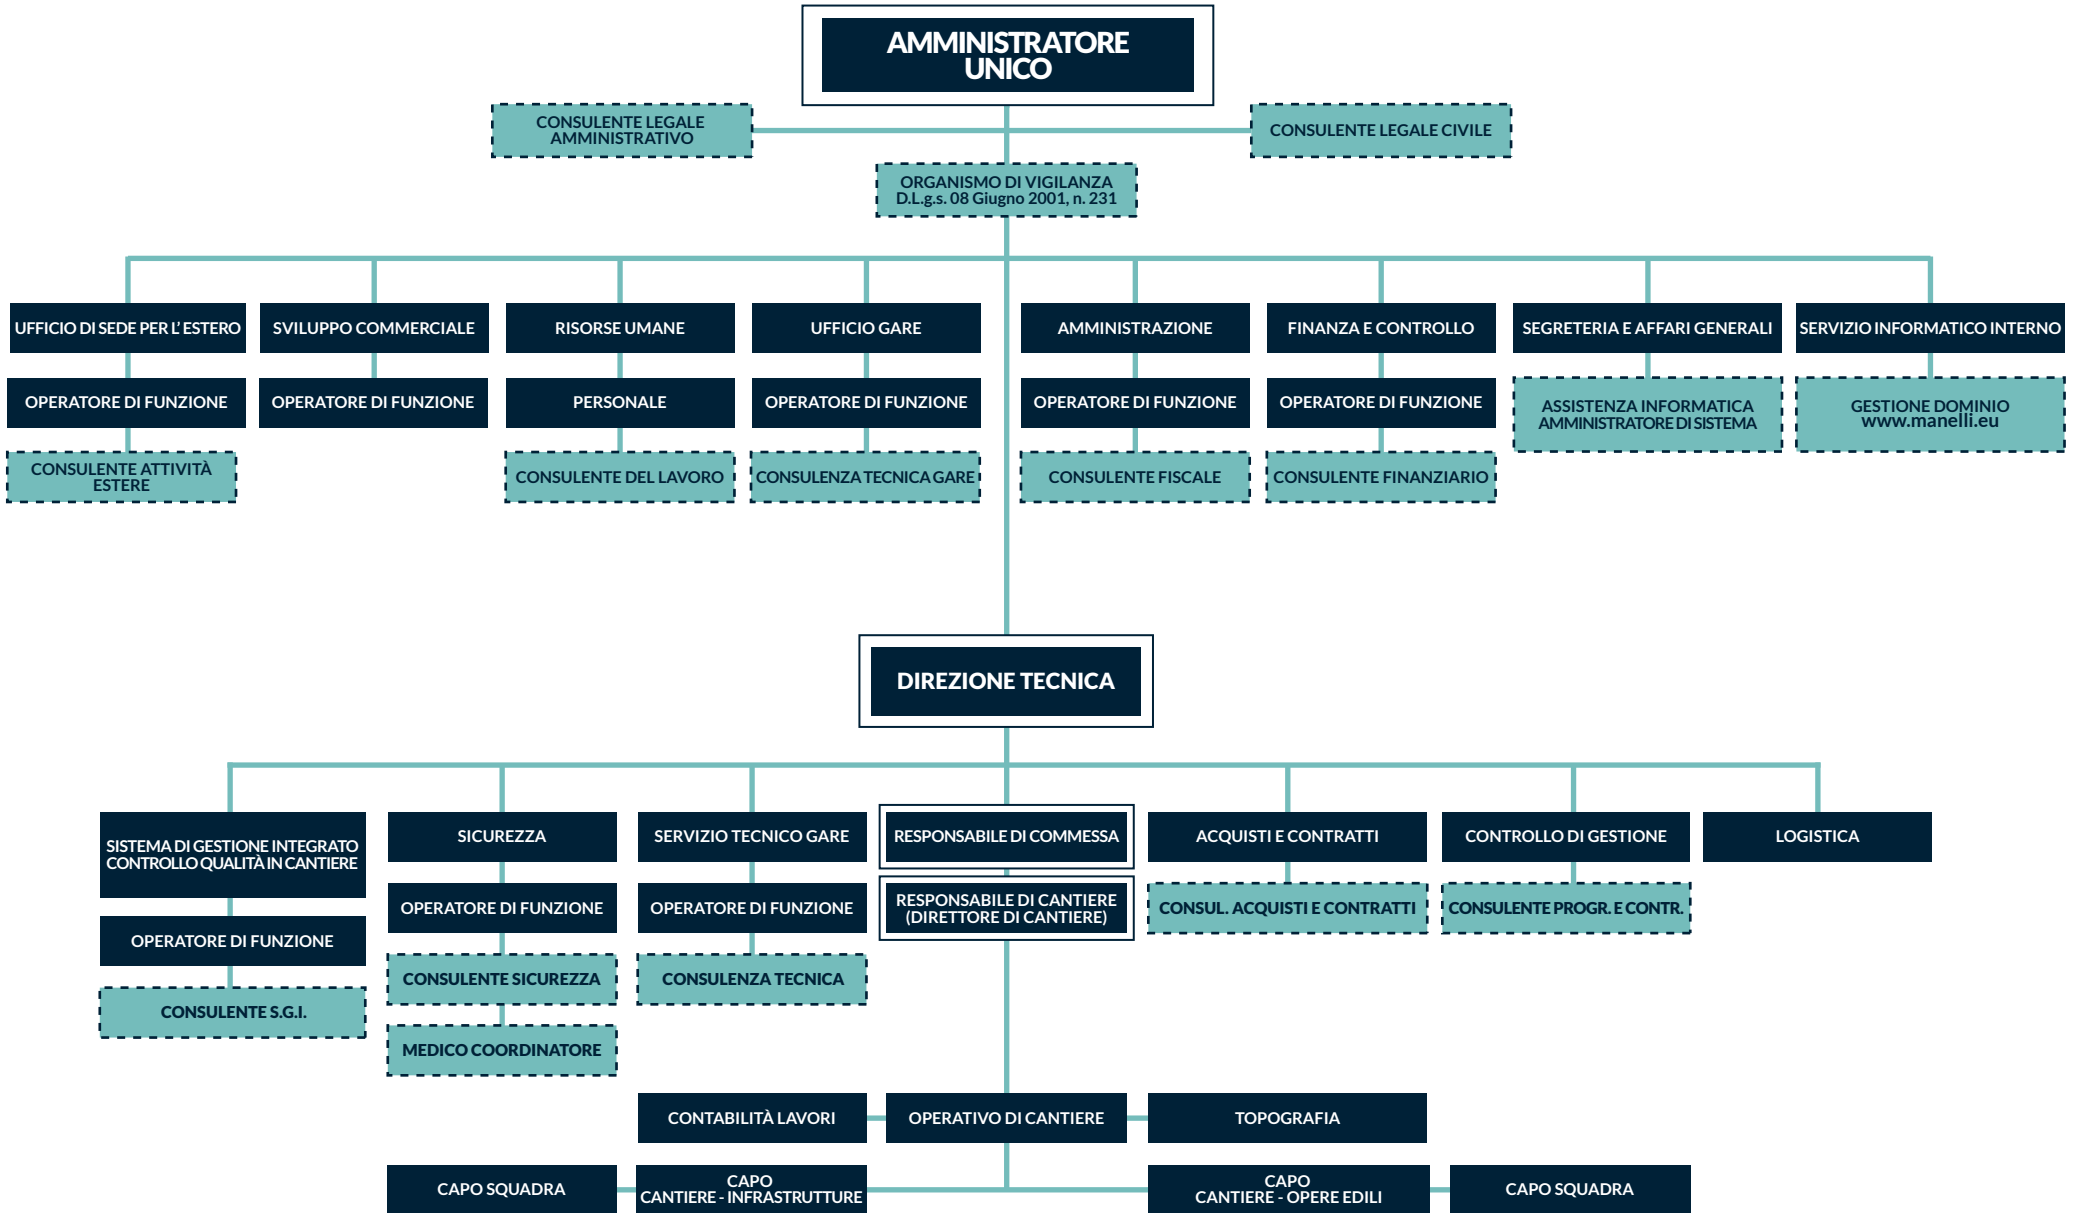 AMMINISTRATORE
UNICO
CONSULENTE LEGALE
AMMINISTRATIVO
CONSULENTE LEGALE CIVILE
ORGANISMO DI VIGILANZA
D.L.g.s. 08 Giugno 2001, n. 231
UFFICIO DI SEDE PER L' ESTERO
SVILUPPO COMMERCIALE
RISORSE UMANE
UFFICIO GARE
AMMINISTRAZIONE
FINANZA E CONTROLLO
SEGRETERIA E AFFARI GENERALI
SERVIZIO INFORMATICO INTERNO
OPERATORE DI FUNZIONE
OPERATORE DI FUNZIONE
PERSONALE
OPERATORE DI FUNZIONE
OPERATORE DI FUNZIONE
OPERATORE DI FUNZIONE
ASSISTENZA INFORMATICA
AMMINISTRATORE DI SISTEMA
GESTIONE DOMINIO
www.manelli.eu
CONSULENTE ATTIVITÀ
ESTERE
CONSULENTE DEL LAVORO
CONSULENZA TECNICA GARE
CONSULENTE FISCALE
CONSULENTE FINANZIARIO
DIREZIONE TECNICA
SISTEMA DI GESTIONE INTEGRATO
CONTROLLO QUALITÀ IN CANTIERE
SICUREZZA
SERVIZIO TECNICO GARE
RESPONSABILE DI COMMESSA
ACQUISTI E CONTRATTI
CONTROLLO DI GESTIONE
LOGISTICA
OPERATORE DI FUNZIONE
OPERATORE DI FUNZIONE
OPERATORE DI FUNZIONE
RESPONSABILE DI CANTIERE
(DIRETTORE DI CANTIERE)
CONSUL. ACQUISTI E CONTRATTI
CONSULENTE PROGR. E CONTR.
CONSULENTE S.G.I.
CONSULENTE SICUREZZA
CONSULENZA TECNICA
MEDICO COORDINATORE
CONTABILITÀ LAVORI
OPERATIVO DI CANTIERE
TOPOGRAFIA
CAPO SQUADRA
CAPO
CANTIERE - INFRASTRUTTURE
CAPO
CANTIERE - OPERE EDILI
CAPO SQUADRA